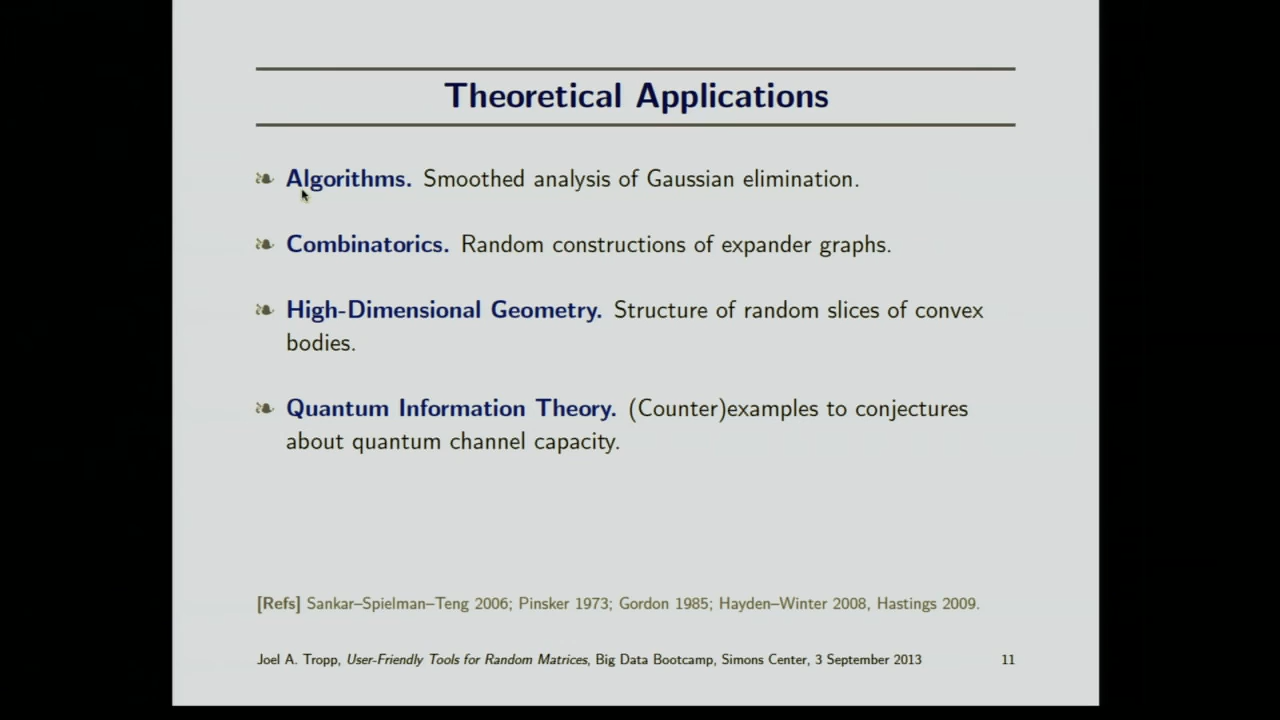 Theoretical Applications
❧ Algorithms. Smoothed analysis of Gaussian elimination.
❧ Combinatorics. Random constructions of expander graphs.
❧ High-Dimensional Geometry. Structure of random slices of convex
bodies.
❧ Quantum Information Theory. (Counter)examples to conjectures
about quantum channel capacity.
[Refs] Sankar–Spielman–Teng 2006; Pinsker 1973; Gordon 1985; Hayden–Winter 2008, Hastings 2009.
Joel A. Tropp, User-Friendly Tools for Random Matrices, Big Data Bootcamp, Simons Center, 3 September 2013 11